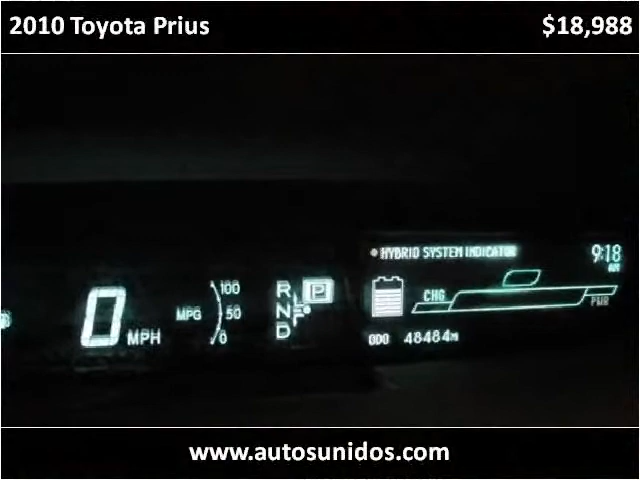 2010 Toyota Prius $18,988
HYBRID SYSTEM INDICATOR 9:18
CHG
PWR
0 MPH
MPG 100 50 0
R N D P
ODO 48484M
www.autosunidos.com